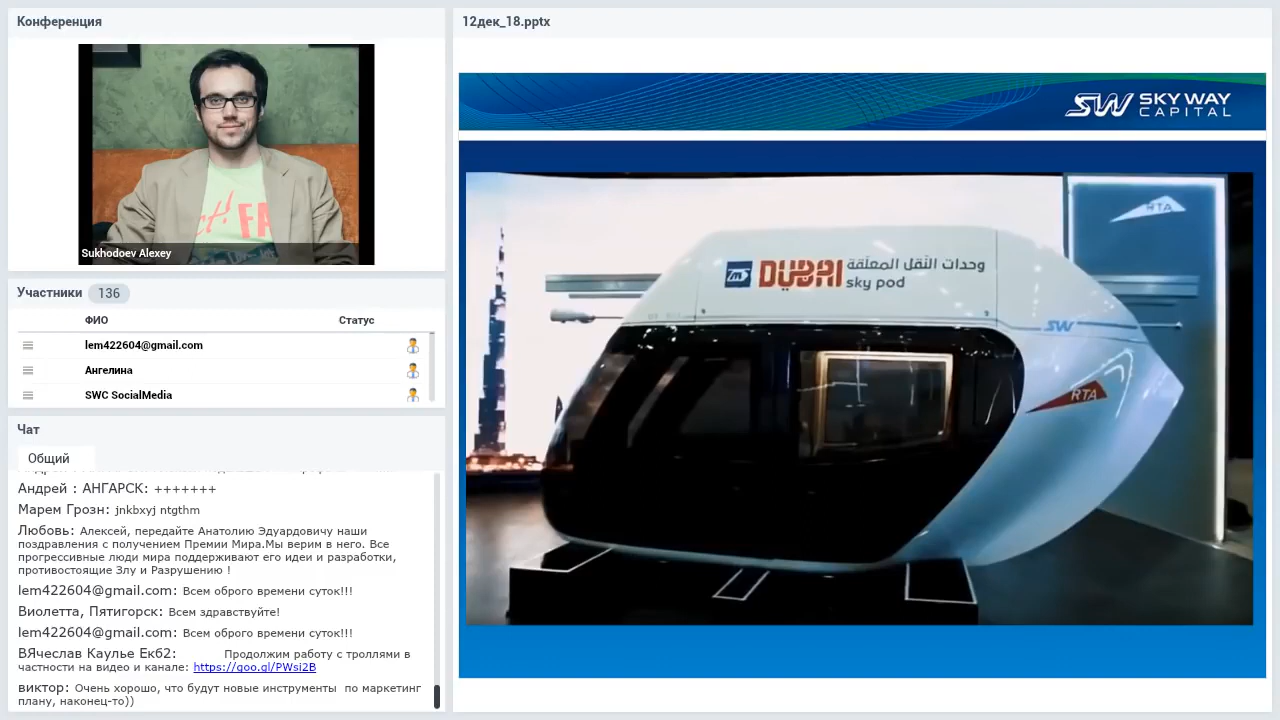 Конференция
Sukhodoev Alexey
Участники 136
ФИО Статус
lem422604@gmail.com
Ангелина
SWC SocialMedia
Чат
Общий
Андрей : АНГАРСК: +++++++
Марем Грозн: jnkbxyj ntgthm
Любовь: Алексей, передайте Анатолию Эдуардовичу наши
поздравления с получением Премии Мира.Мы верим в него. Все
прогрессивные люди мира поддерживают его идеи и разработки,
противостоящие Злу и Разрушению !
lem422604@gmail.com: Всем оброго времени суток!!!
Виолетта, Пятигорск: Всем здравствуйте!
lem422604@gmail.com: Всем оброго времени суток!!!
ВЯчеслав Каулье Екб2: Продолжим работу с троллями в
частности на видео и канале: https://goo.gl/PWsi2B
виктор: Очень хорошо, что будут новые инструменты по маркетинг
плану, наконец-то))
12дек_18.pptx
SW SKY WAY
CAPITAL
RTA
DUBAI وحدات النقل المعلقة
sky pod
SW
RTA